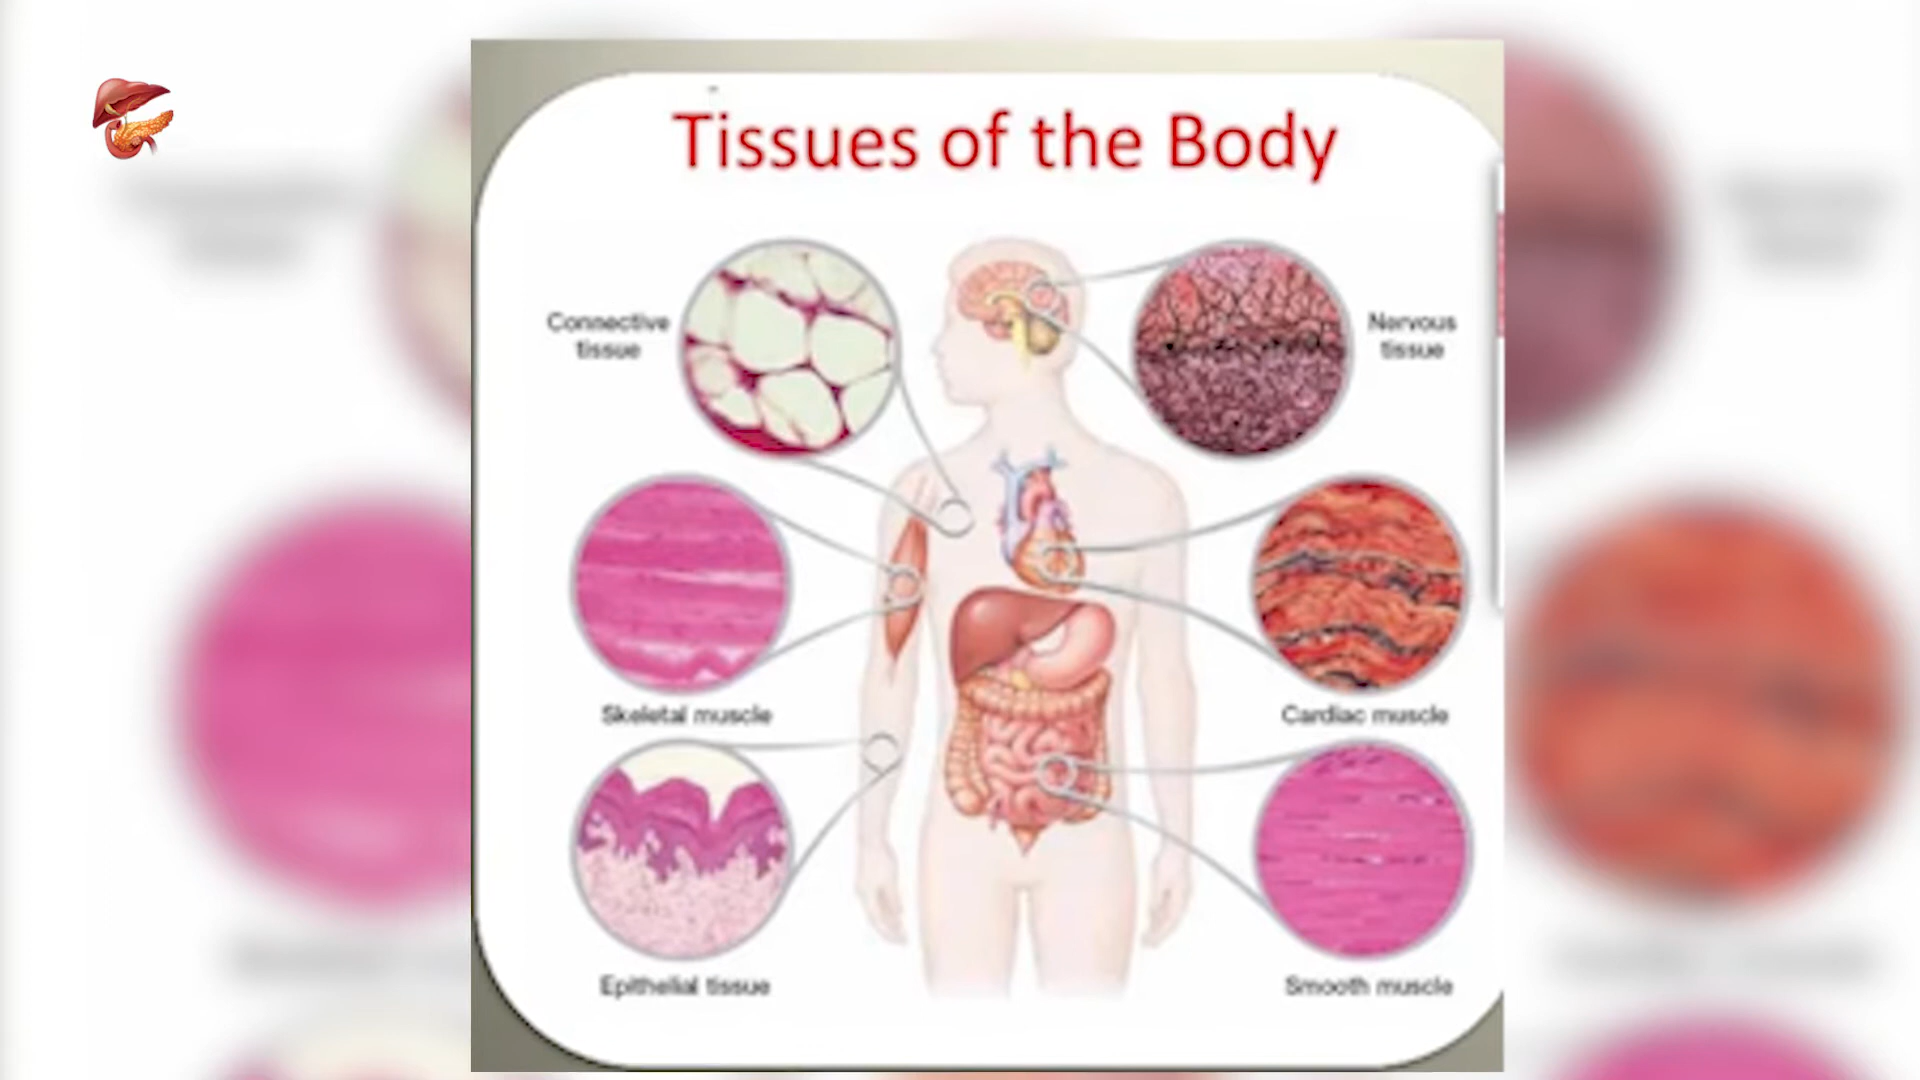 Tissues of the Body
Connective
tissue
Nervous
tissue
Skeletal muscle
Cardiac muscle
Epithelial tissue
Smooth muscle